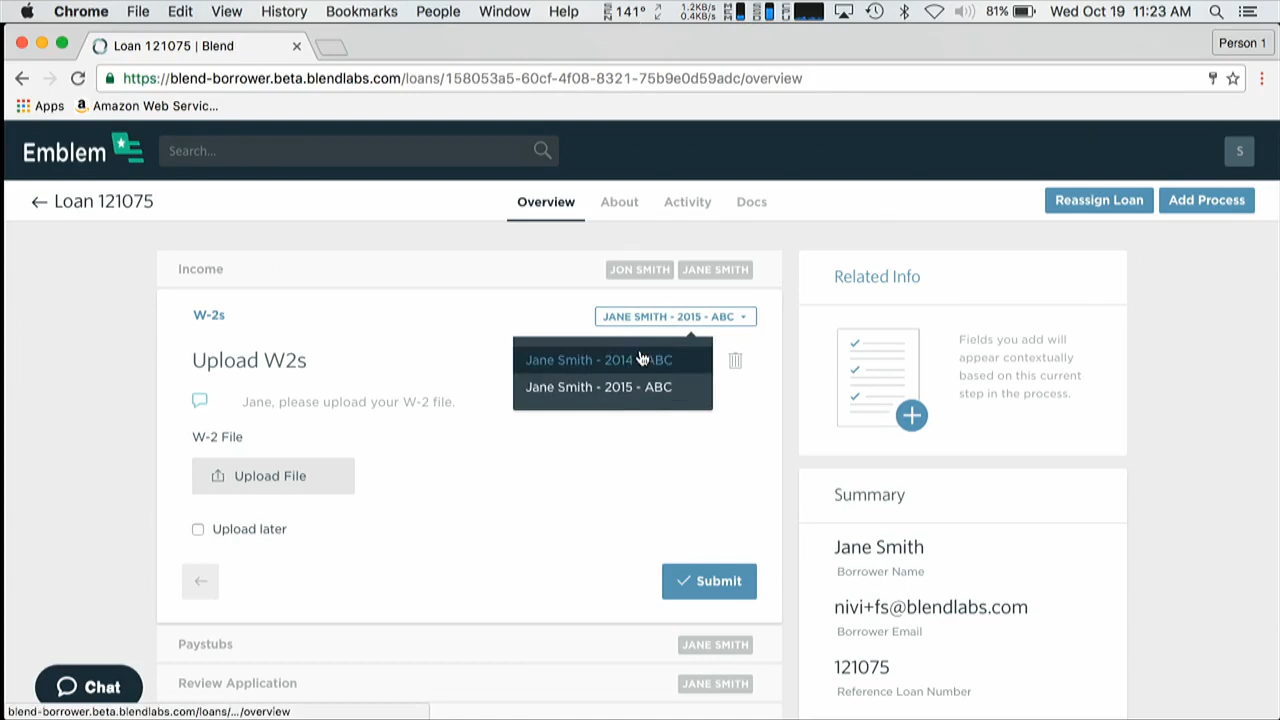 Chrome File Edit View History Bookmarks People Window Help 141° 1.2KB/s 0.4KB/s 81% Wed Oct 19 11:23 AM
Loan 121075 | Blend
Person 1
https://blend-borrower.beta.blendlabs.com/loans/158053a5-60cf-4f08-8321-75b9e0d59adc/overview
Apps Amazon Web Servic...
Emblem Search... S
Loan 121075 Overview About Activity Docs Reassign Loan Add Process
Income JON SMITH JANE SMITH
W-2s JANE SMITH - 2015 - ABC
Upload W2s
Jane Smith - 2014 - ABC
Jane Smith - 2015 - ABC
Jane, please upload your W-2 file.
W-2 File
Upload File
Upload later
Submit
Paystubs JANE SMITH
Review Application JANE SMITH
Related Info
Fields you add will
appear contextually
based on this current
step in the process.
Summary
Jane Smith
Borrower Name
nivi+fs@blendlabs.com
Borrower Email
121075
Reference Loan Number
Chat
blend-borrower.beta.blendlabs.com/loans/.../overview